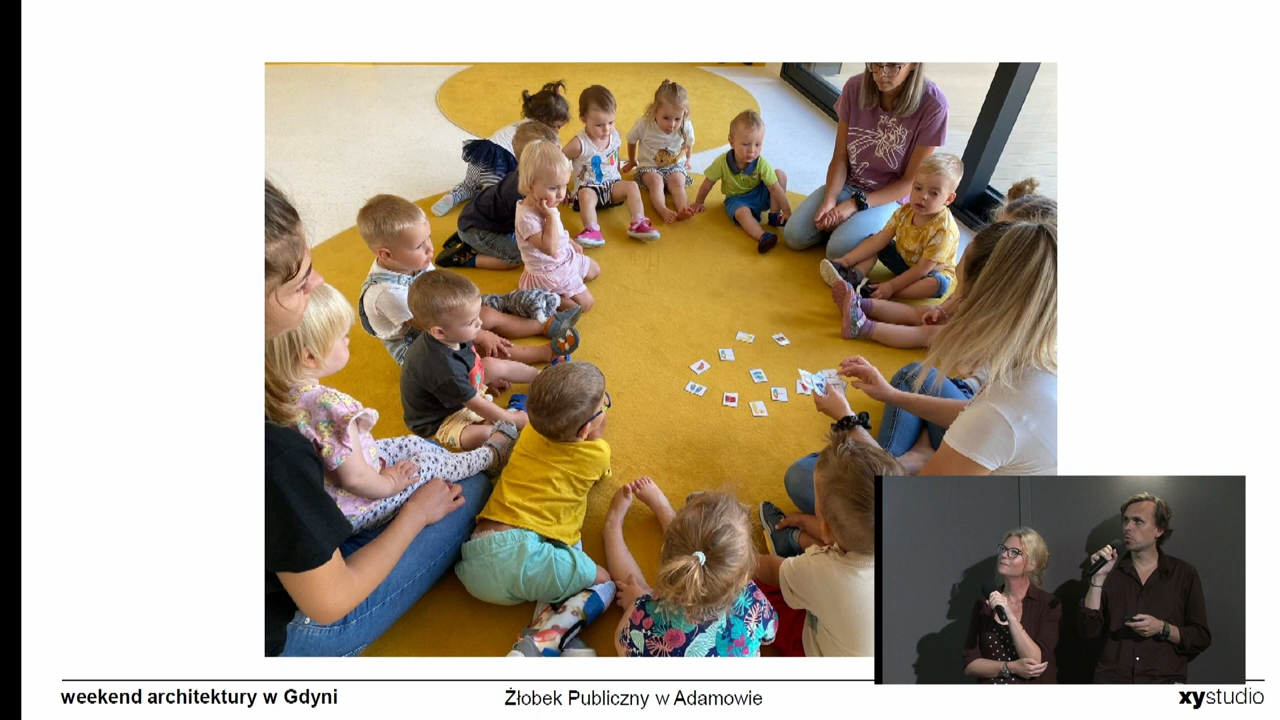 weekend architektury w Gdyni
Żłobek Publiczny w Adamowie
xystudio